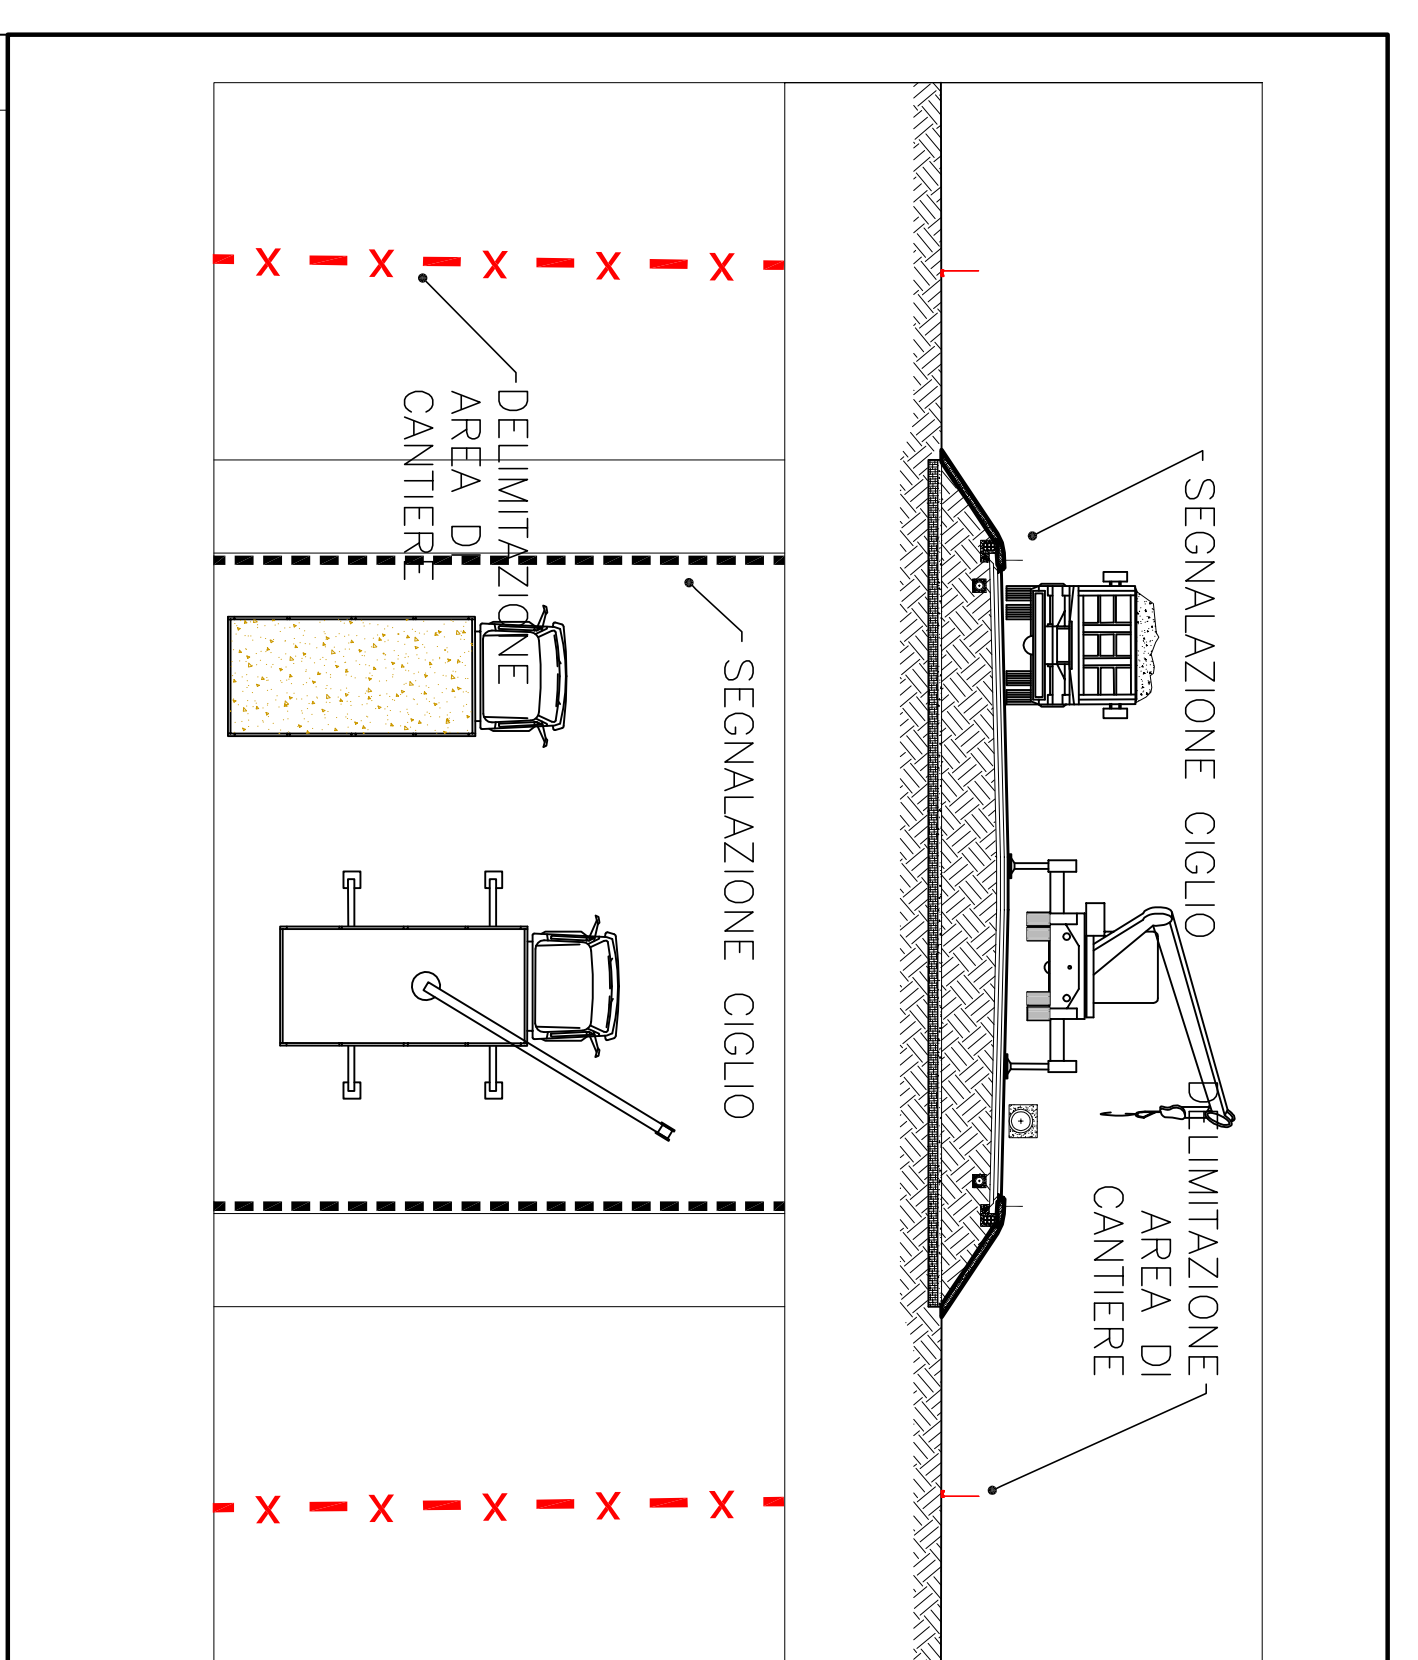 SEGNALAZIONE CIGLIO
DELIMITAZIONE
AREA DI
CANTIERE
DELIMITAZIONE
AREA DI
CANTIERE
SEGNALAZIONE CIGLIO
X X X X X
X X X X X